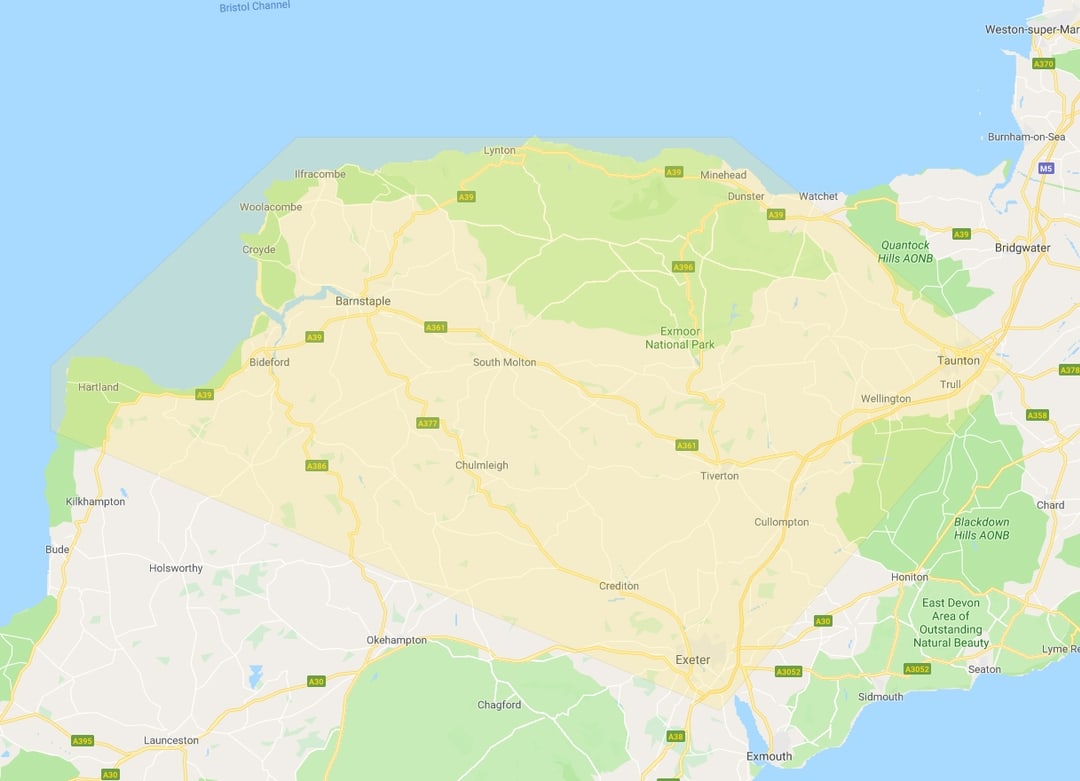 Bristol Channel
Weston-super-Mar
A370
Burnham-on-Sea
Lynton
M5
Ilfracombe
A39
Minehead
A39
Dunster
Watchet
Woolacombe
A39
A39
Croyde
Quantock
Hills AONB
Bridgwater
A396
Barnstaple
A361
A39
Exmoor
National Park
Bideford
South Molton
Taunton
A378
Hartland
A39
Trull
Wellington
A358
A377
A361
Chulmleigh
A386
Tiverton
Kilkhampton
Chard
Cullompton
Blackdown
Hills AONB
Bude
Holsworthy
Honiton
Crediton
East Devon
Area of
Outstanding
Natural Beauty
A30
Okehampton
Lyme Re
Exeter
A3052
A3052
Seaton
A30
Sidmouth
Chagford
A395
Launceston
A38
Exmouth
A30